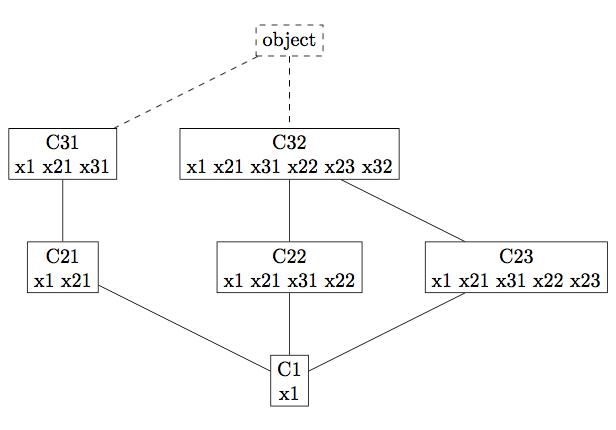 object
C31
x1 x21 x31
C32
x1 x21 x31 x22 x23 x32
C21
x1 x21
C22
x1 x21 x31 x22
C23
x1 x21 x31 x22 x23
C1
x1